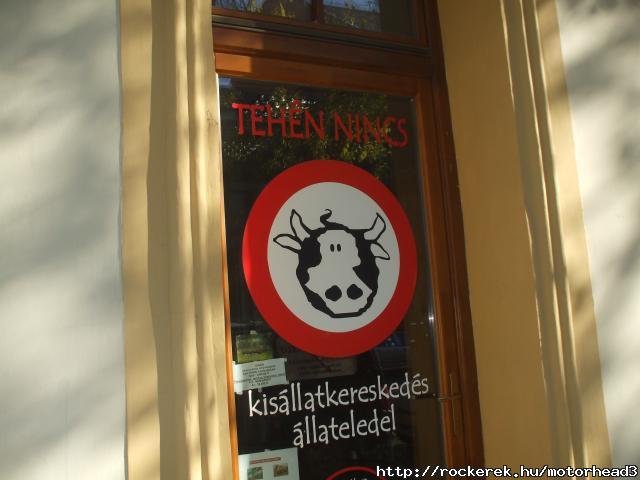 TEHÉN NINCS
kisállatkereskedés
állateledel
http://rockerek.hu/motorhead3